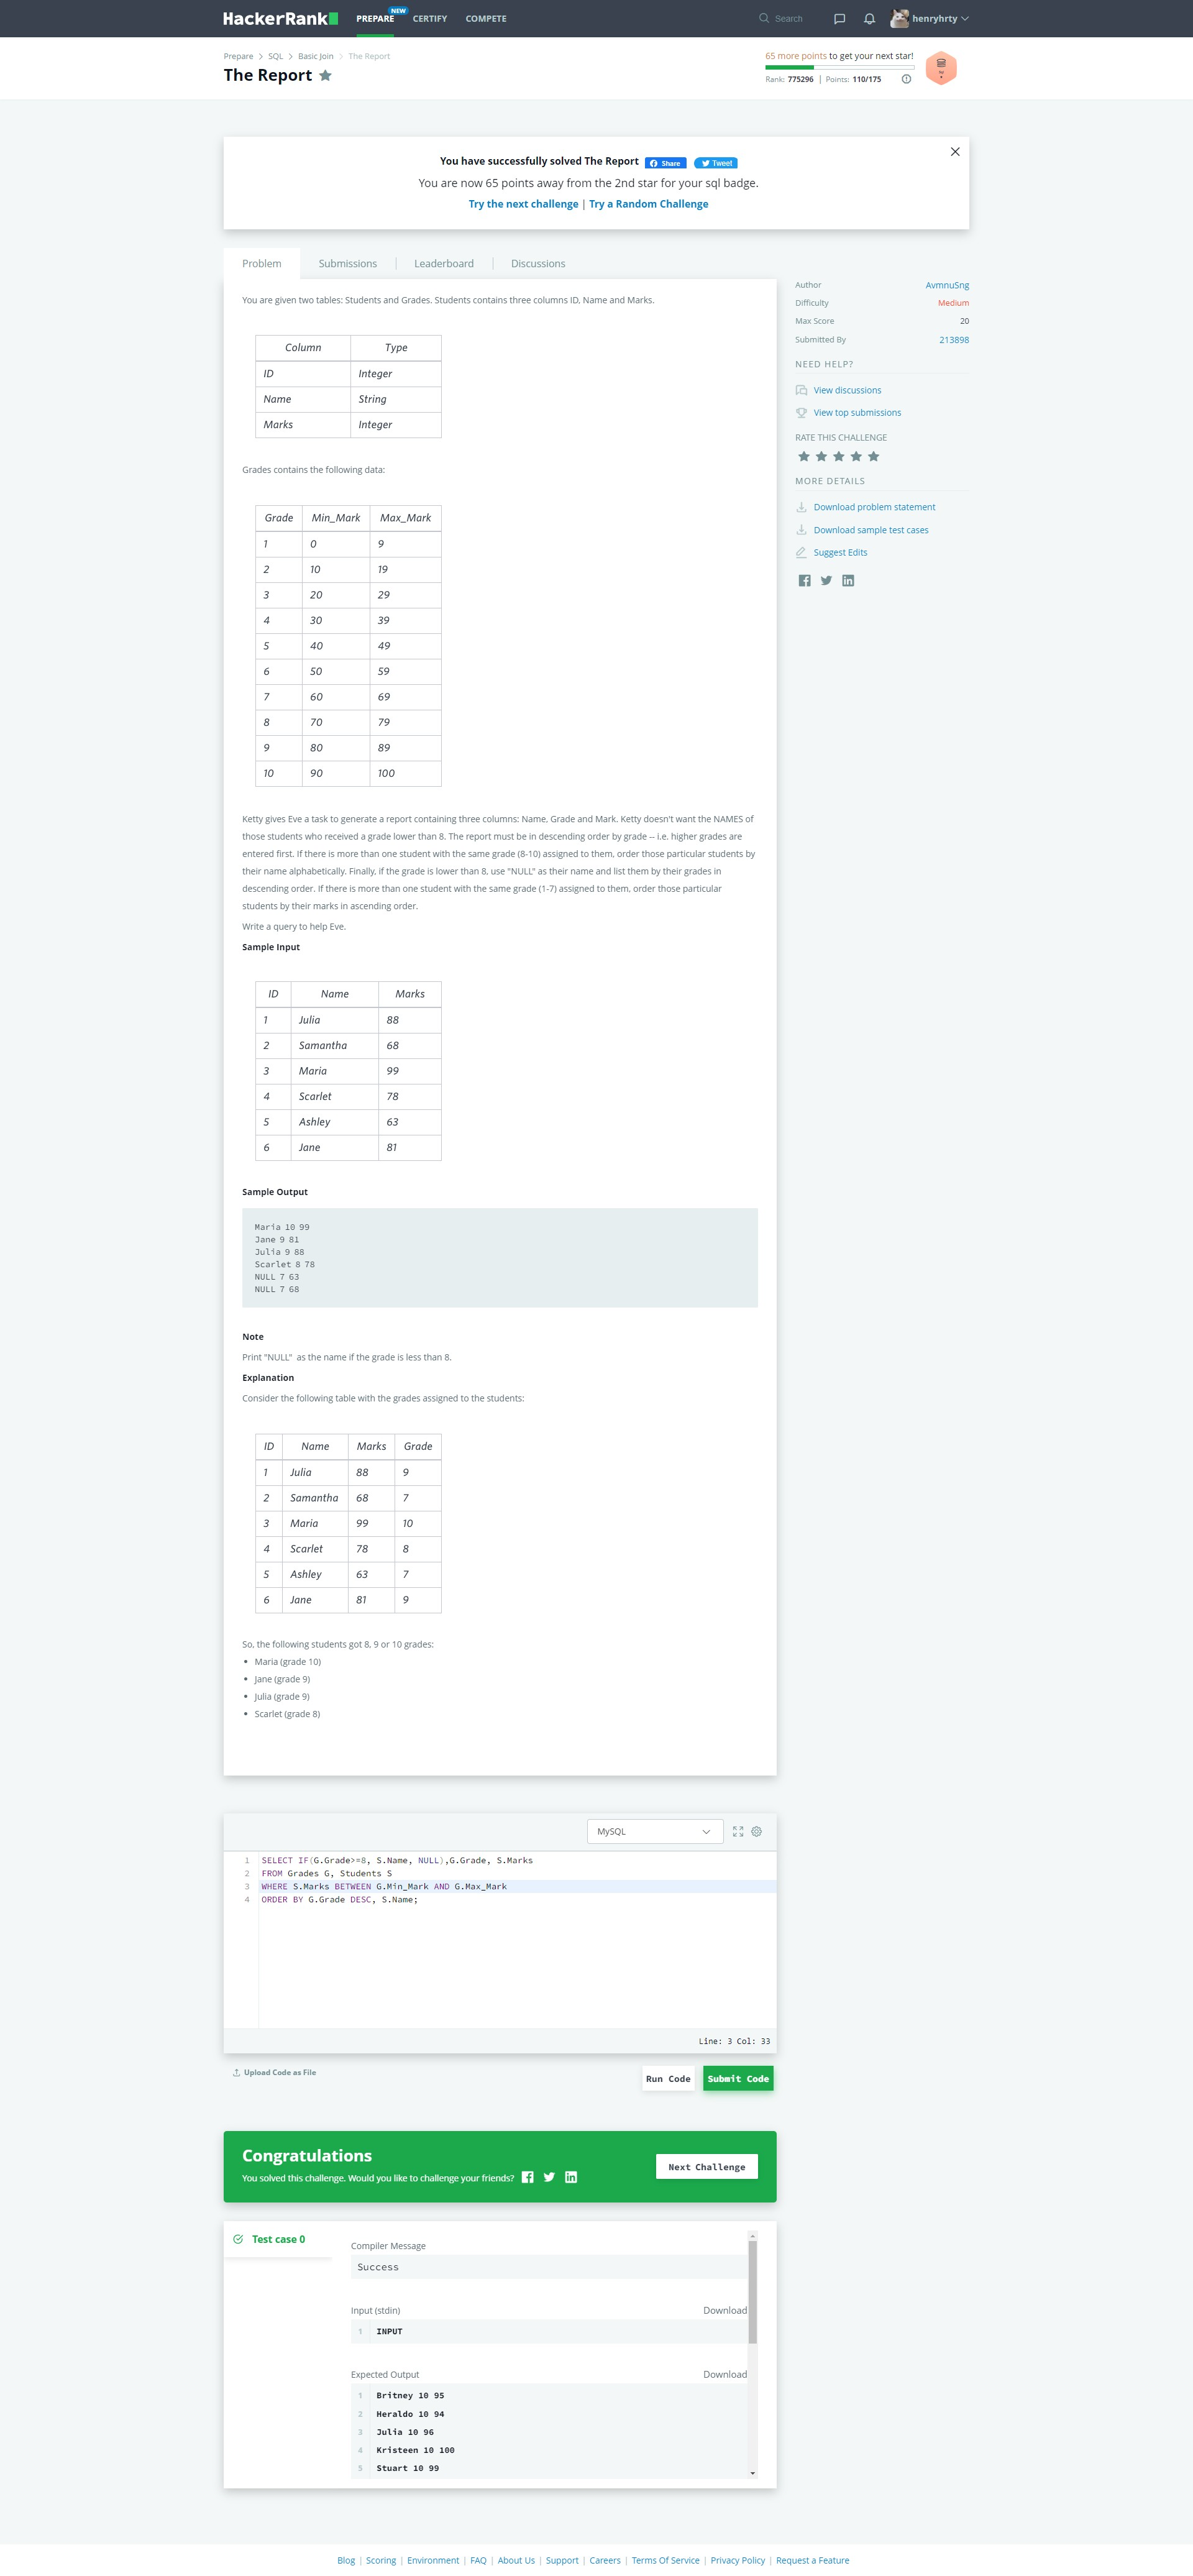 HackerRank
PREPARE NEW CERTIFY COMPETE
Search
henryhrty
Prepare > SQL > Basic Join > The Report
The Report
65 more points to get your next star!
Rank: 775296 | Points: 110/175
You have successfully solved The Report Share Tweet
You are now 65 points away from the 2nd star for your sql badge.
Try the next challenge | Try a Random Challenge
Problem Submissions Leaderboard Discussions
You are given two tables: Students and Grades. Students contains three columns ID, Name and Marks.
Column Type
ID Integer
Name String
Marks Integer
Grades contains the following data:
Grade Min_Mark Max_Mark
1 0 9
2 10 19
3 20 29
4 30 39
5 40 49
6 50 59
7 60 69
8 70 79
9 80 89
10 90 100
Ketty gives Eve a task to generate a report containing three columns: Name, Grade and Mark. Ketty doesn't want the NAMES of
those students who received a grade lower than 8. The report must be in descending order by grade -- i.e. higher grades are
entered first. If there is more than one student with the same grade (8-10) assigned to them, order those particular students by
their name alphabetically. Finally, if the grade is lower than 8, use "NULL" as their name and list them by their grades in
descending order. If there is more than one student with the same grade (1-7) assigned to them, order those particular
students by their marks in ascending order.
Write a query to help Eve.
Sample Input
ID Name Marks
1 Julia 88
2 Samantha 68
3 Maria 99
4 Scarlet 78
5 Ashley 63
6 Jane 81
Sample Output
Maria 10 99
Jane 9 81
Julia 9 88
Scarlet 8 78
NULL 7 63
NULL 7 68
Note
Print "NULL"  as the name if the grade is less than 8.
Explanation
Consider the following table with the grades assigned to the students:
ID Name Marks Grade
1 Julia 88 9
2 Samantha 68 7
3 Maria 99 10
4 Scarlet 78 8
5 Ashley 63 7
6 Jane 81 9
So, the following students got 8, 9 or 10 grades:
• Maria (grade 10)
• Jane (grade 9)
• Julia (grade 9)
• Scarlet (grade 8)
Author AvmnuSng
Difficulty Medium
Max Score 20
Submitted By 213898
NEED HELP?
View discussions
View top submissions
RATE THIS CHALLENGE
MORE DETAILS
Download problem statement
Download sample test cases
Suggest Edits
MySQL
1 SELECT IF(G.Grade>=8, S.Name, NULL),G.Grade, S.Marks
2 FROM Grades G, Students S
3 WHERE S.Marks BETWEEN G.Min_Mark AND G.Max_Mark
4 ORDER BY G.Grade DESC, S.Name;
Line: 3 Col: 33
Upload Code as File
Run Code Submit Code
Congratulations
You solved this challenge. Would you like to challenge your friends?
Next Challenge
Test case 0
Compiler Message
Success
Input (stdin) Download
1 INPUT
Expected Output Download
1 Britney 10 95
2 Heraldo 10 94
3 Julia 10 96
4 Kristeen 10 100
5 Stuart 10 99
Blog | Scoring | Environment | FAQ | About Us | Support | Careers | Terms Of Service | Privacy Policy | Request a Feature